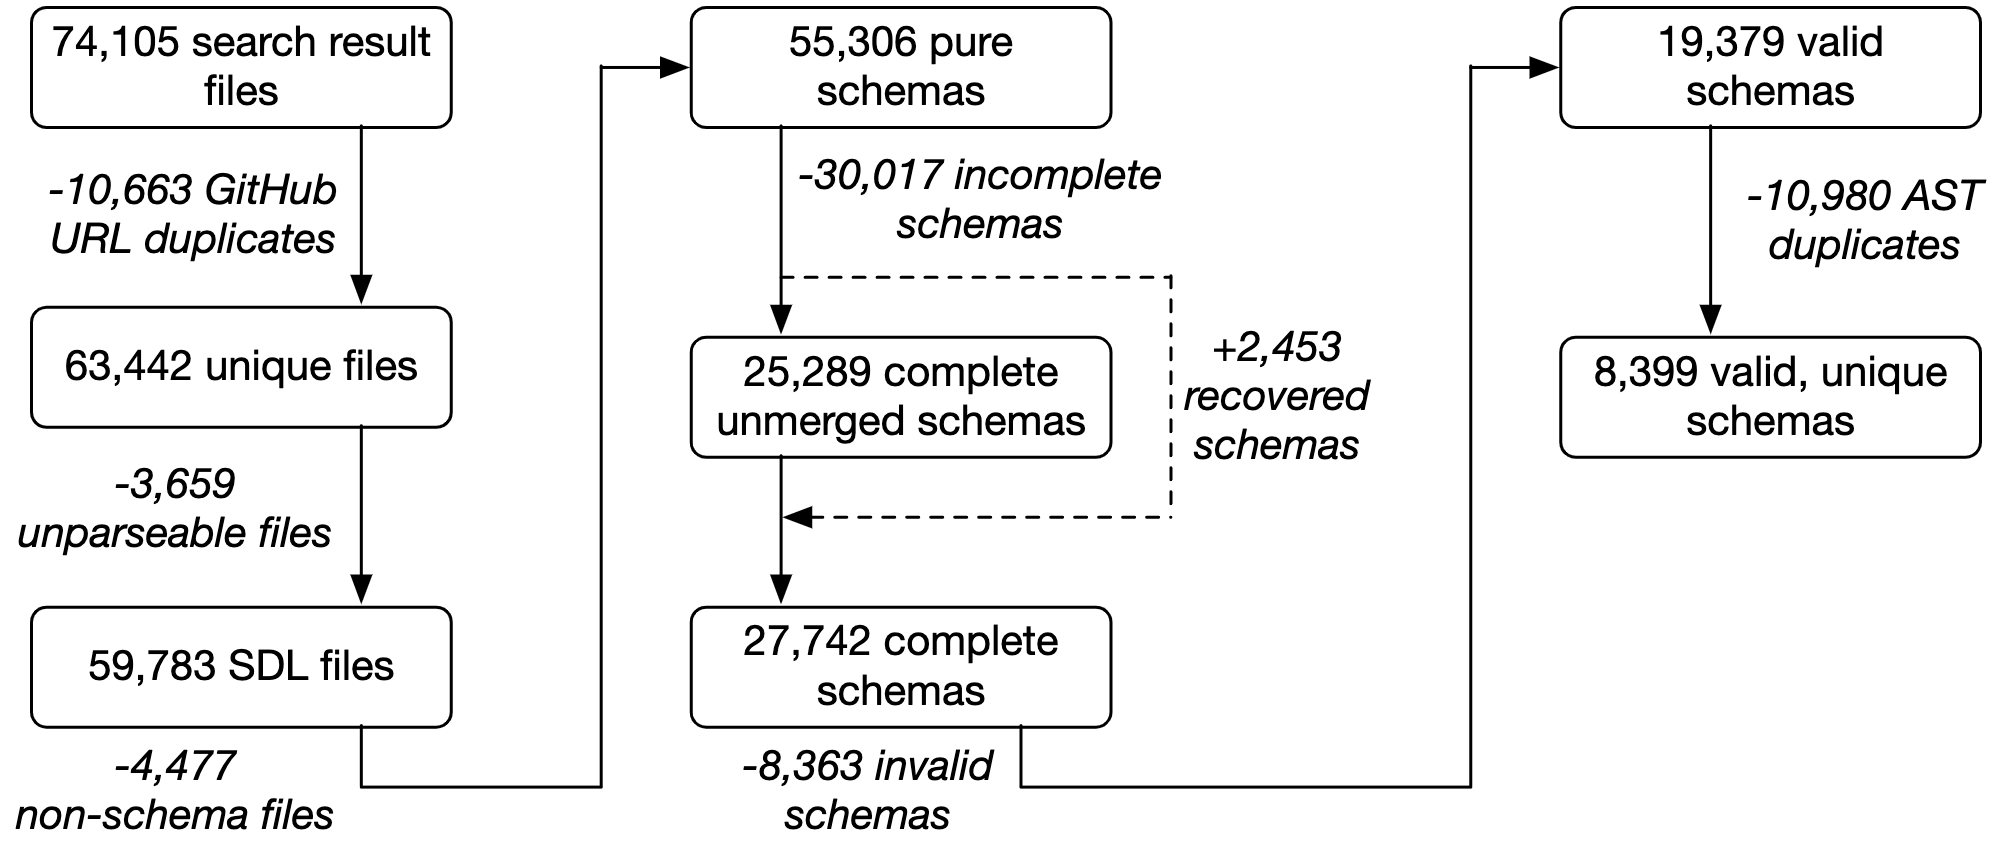 74,105 search result
files
-10,663 GitHub
URL duplicates
63,442 unique files
-3,659
unparseable files
59,783 SDL files
-4,477
non-schema files
55,306 pure
schemas
-30,017 incomplete
schemas
25,289 complete
unmerged schemas
+2,453
recovered
schemas
27,742 complete
schemas
-8,363 invalid
schemas
19,379 valid
schemas
-10,980 AST
duplicates
8,399 valid, unique
schemas